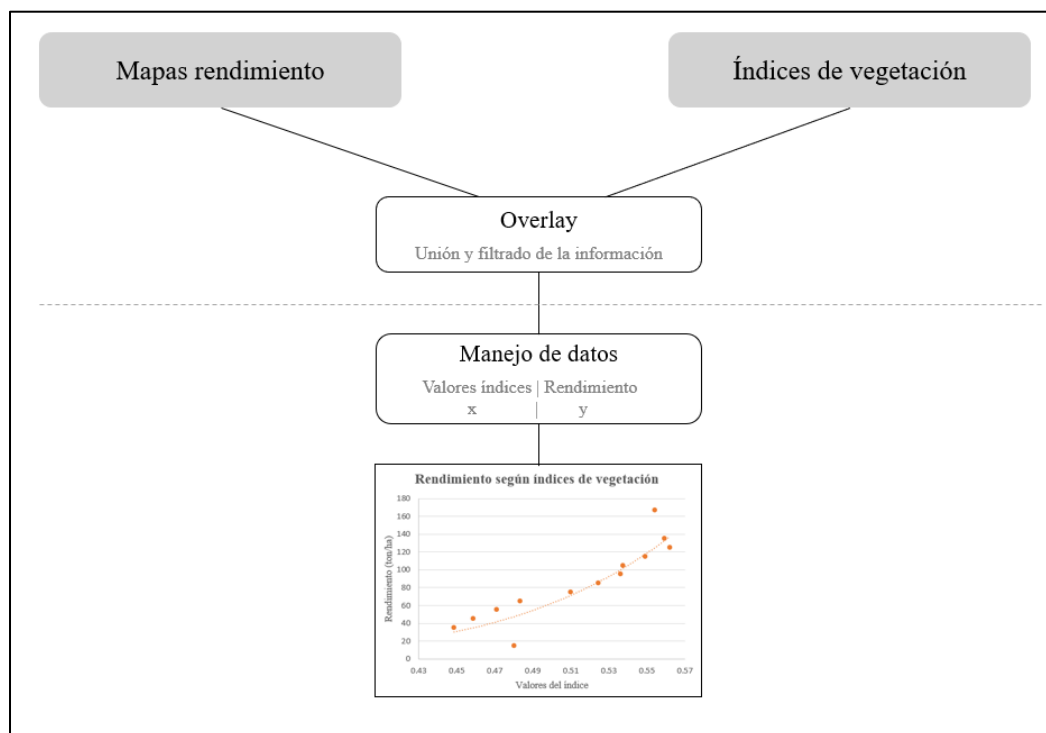 Mapas rendimiento
Índices de vegetación
Overlay
Unión y filtrado de la información
Manejo de datos
Valores índices | Rendimiento
x | y
Rendimiento según índices de vegetación
Rendimiento (ton/ha)
180
160
140
120
100
80
60
40
20
0
0.43 0.45 0.47 0.49 0.51 0.53 0.55 0.57
Valores del índice